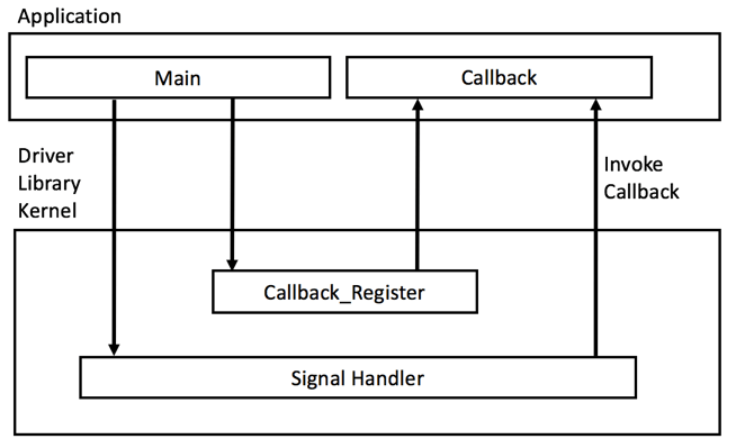 Application
Main
Callback
Driver
Library
Kernel
Invoke
Callback
Callback_Register
Signal Handler